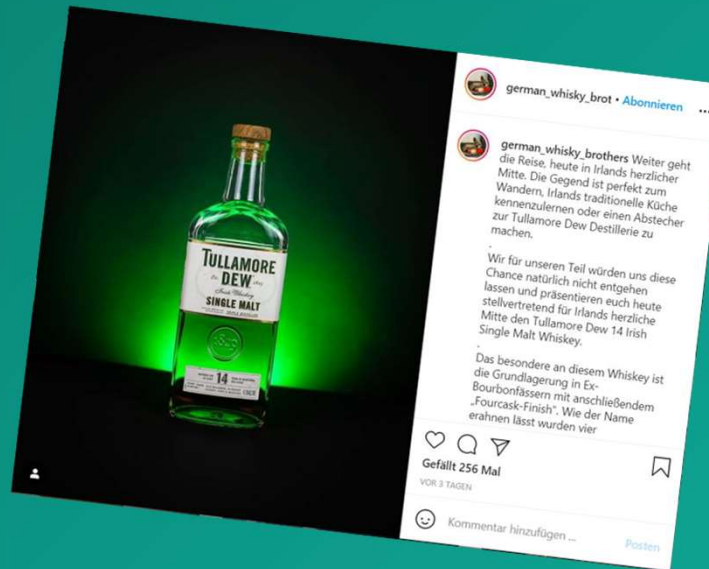 TULLAMORE
DEW
Irish Whiskey
SINGLE MALT
14
german_whisky_brot • Abonnieren ...
german_whisky_brothers Weiter geht
die Reise, heute in Irlands herzlicher
Mitte. Die Gegend ist perfekt zum
Wandern, Irlands traditionelle Küche
kennenzulernen oder einen Abstecher
zur Tullamore Dew Destillerie zu
machen.
.
Wir für unseren Teil würden uns diese
Chance natürlich nicht entgehen
lassen und präsentieren euch heute
stellvertretend für Irlands herzliche
Mitte den Tullamore Dew 14 Irish
Single Malt Whiskey.
.
Das besondere an diesem Whiskey ist
die Grundlagerung in Ex-
Bourbonfässern mit anschließendem
„Fourcask-Finish". Wie der Name
erahnen lässt wurden vier
Gefällt 256 Mal
VOR 3 TAGEN
Kommentar hinzufügen ... Posten